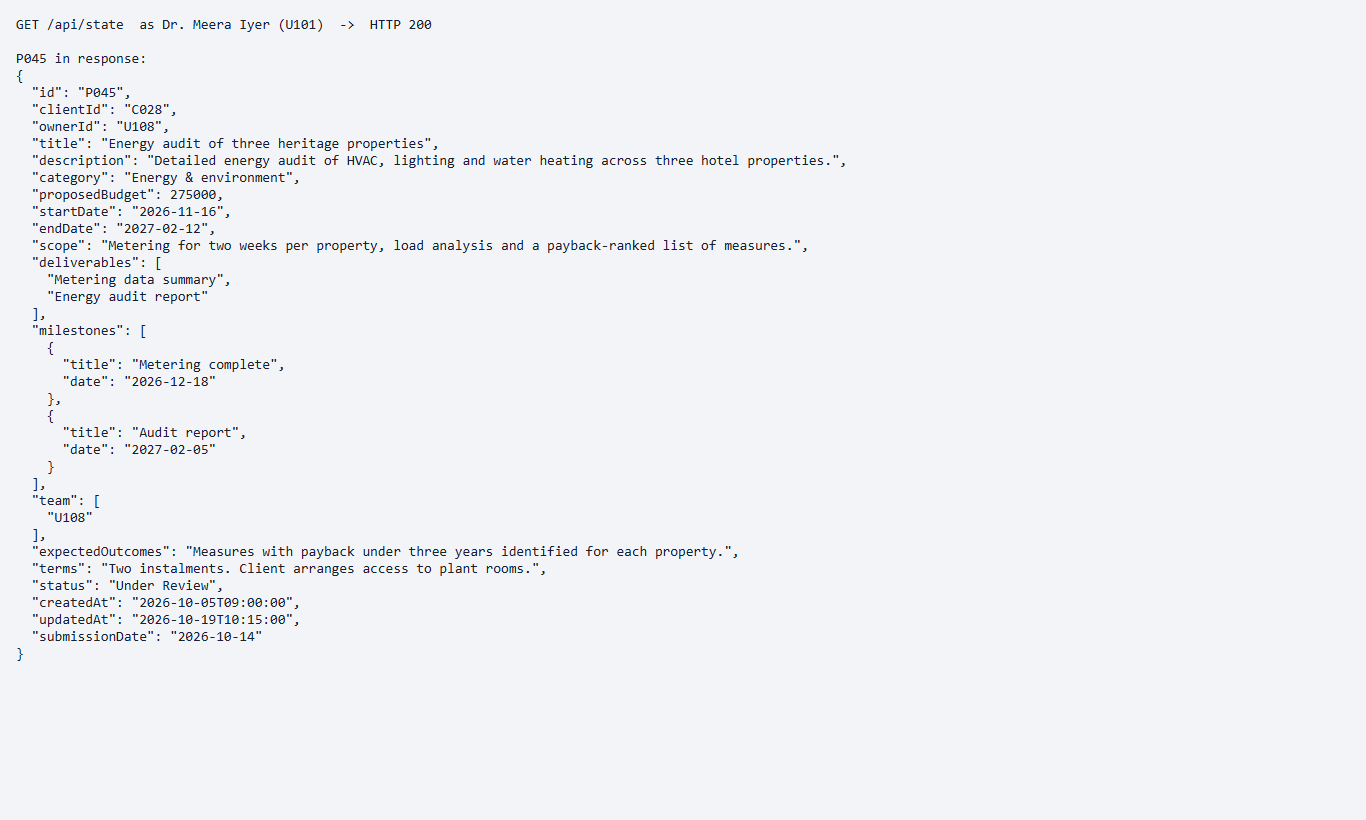 GET /api/state  as Dr. Meera Iyer (U101)  ->  HTTP 200
P045 in response:
{
  "id": "P045",
  "clientId": "C028",
  "ownerId": "U108",
  "title": "Energy audit of three heritage properties",
  "description": "Detailed energy audit of HVAC, lighting and water heating across three hotel properties.",
  "category": "Energy & environment",
  "proposedBudget": 275000,
  "startDate": "2026-11-16",
  "endDate": "2027-02-12",
  "scope": "Metering for two weeks per property, load analysis and a payback-ranked list of measures.",
  "deliverables": [
    "Metering data summary",
    "Energy audit report"
  ],
  "milestones": [
    {
      "title": "Metering complete",
      "date": "2026-12-18"
    },
    {
      "title": "Audit report",
      "date": "2027-02-05"
    }
  ],
  "team": [
    "U108"
  ],
  "expectedOutcomes": "Measures with payback under three years identified for each property.",
  "terms": "Two instalments. Client arranges access to plant rooms.",
  "status": "Under Review",
  "createdAt": "2026-10-05T09:00:00",
  "updatedAt": "2026-10-19T10:15:00",
  "submissionDate": "2026-10-14"
}